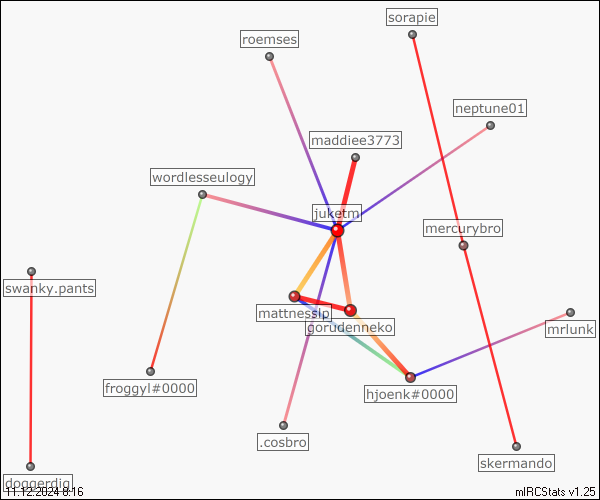 sorapie
roemses
neptune01
maddiee3773
wordlesseulogy
juketm
mercurybro
swanky.pants
mattnessip
gorudenneko
mrlunk
froggyl#0000
hjoenk#0000
.cosbro
skermando
doggerdig
11.12.2024 8:16
mIRCStats v1.25